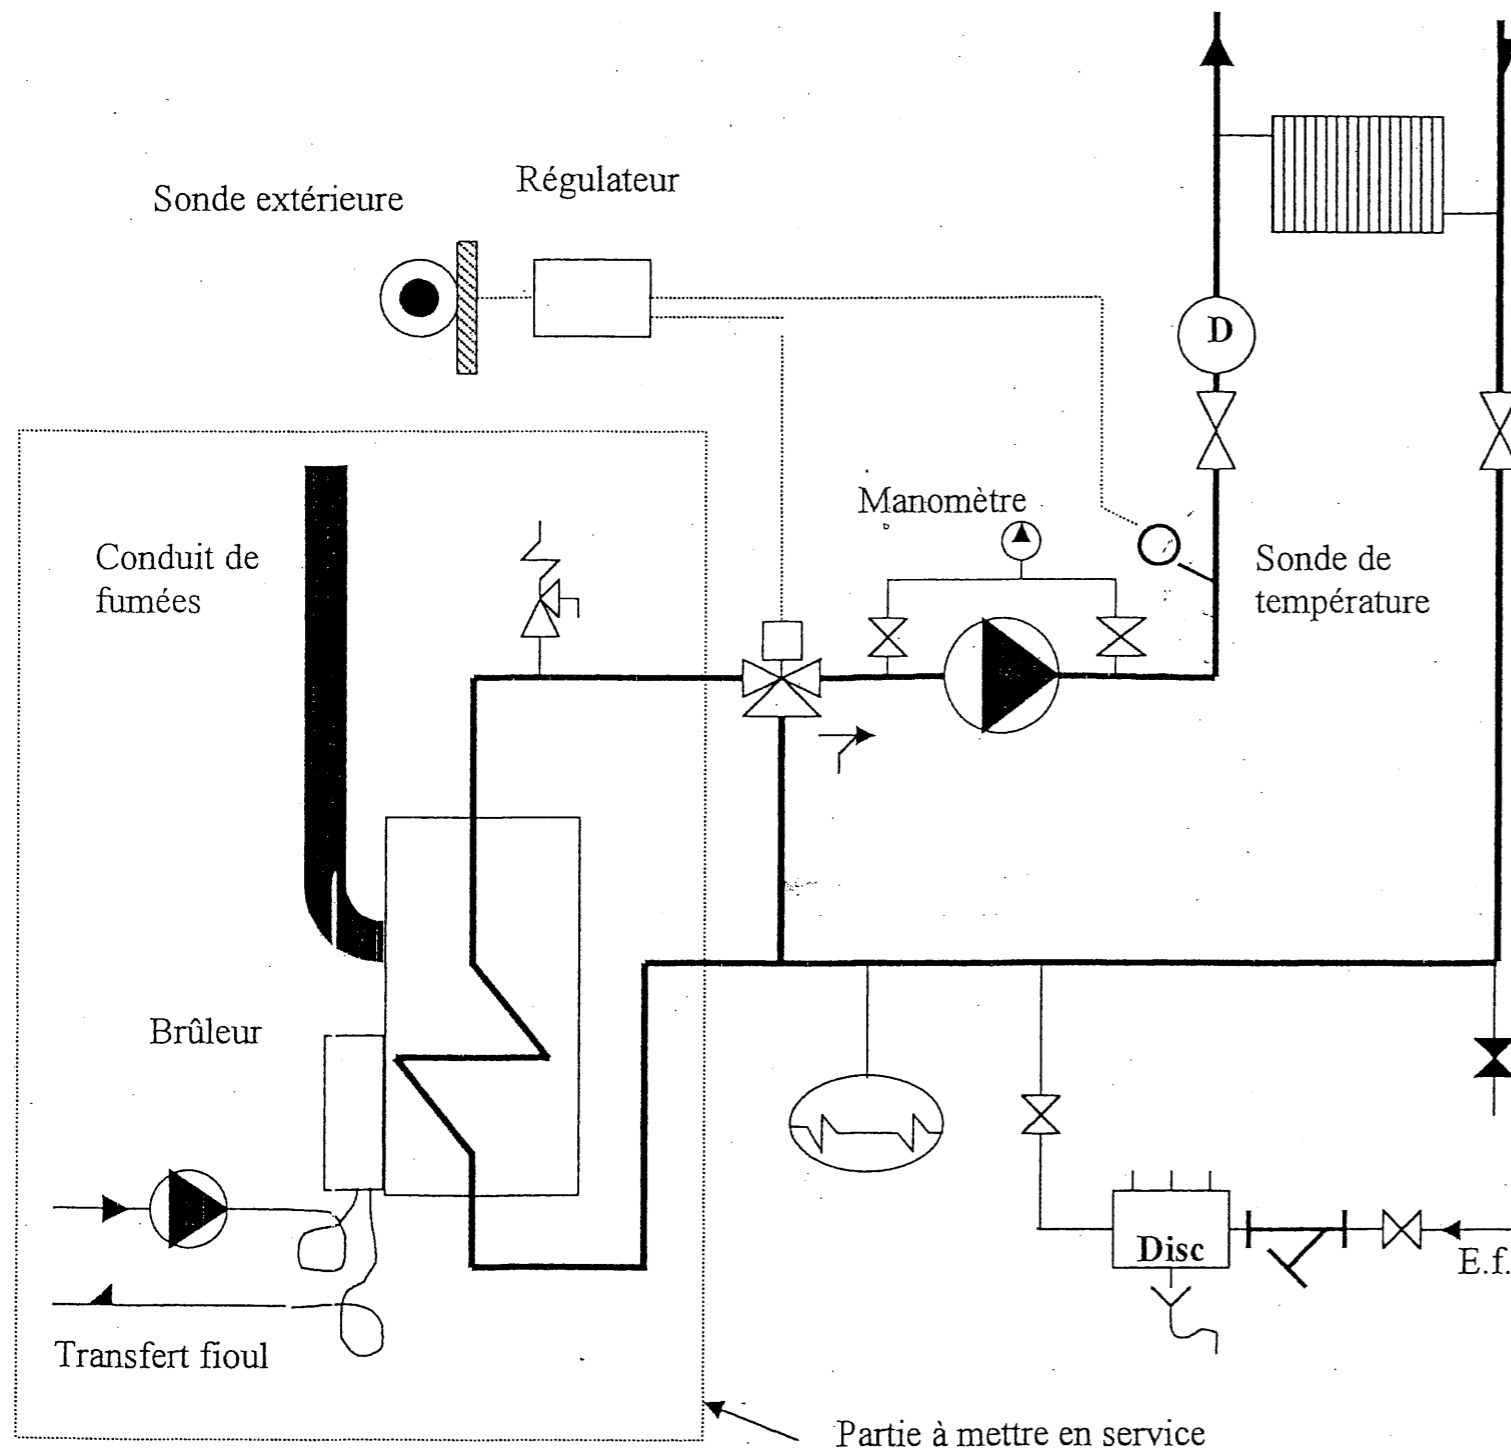 Sonde extérieure
Régulateur
D
Conduit de
fumées
Manomètre
Sonde de
température
Brûleur
Disc
E.f.
Transfert fioul
Partie à mettre en service